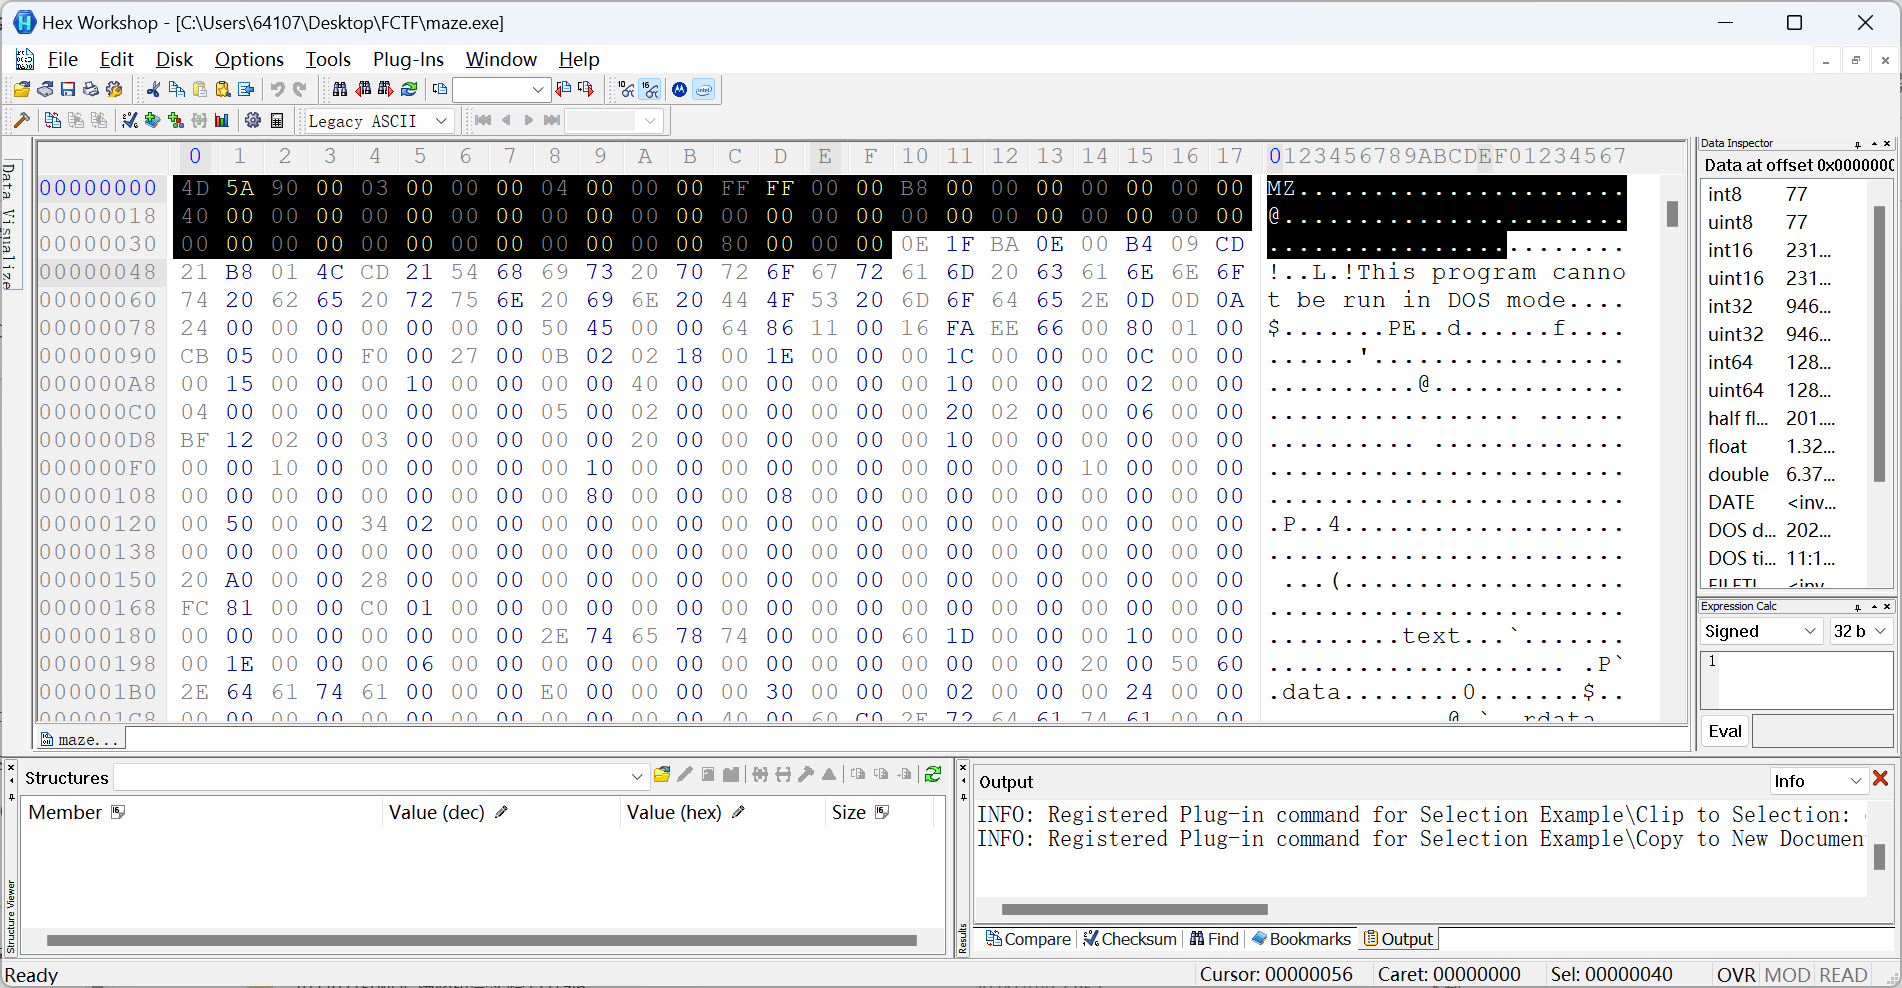 Hex Workshop - [C:\Users\64107\Desktop\FCTF\maze.exe]
File Edit Disk Options Tools Plug-Ins Window Help
Legacy ASCII
Data Visualize
0 1 2 3 4 5 6 7 8 9 A B C D E F 10 11 12 13 14 15 16 17 0123456789ABCDEF01234567
00000000 4D 5A 90 00 03 00 00 00 04 00 00 00 FF FF 00 00 B8 00 00 00 00 00 00 00 MZ......................
00000018 40 00 00 00 00 00 00 00 00 00 00 00 00 00 00 00 00 00 00 00 00 00 00 00 @.......................
00000030 00 00 00 00 00 00 00 00 00 00 00 00 80 00 00 00 0E 1F BA 0E 00 B4 09 CD ........................
00000048 21 B8 01 4C CD 21 54 68 69 73 20 70 72 6F 67 72 61 6D 20 63 61 6E 6E 6F !..L.!This program canno
00000060 74 20 62 65 20 72 75 6E 20 69 6E 20 44 4F 53 20 6D 6F 64 65 2E 0D 0D 0A t be run in DOS mode....
00000078 24 00 00 00 00 00 00 00 50 45 00 00 64 86 11 00 16 FA EE 66 00 80 01 00 $.......PE..d......f....
00000090 CB 05 00 00 F0 00 27 00 0B 02 02 18 00 1E 00 00 00 1C 00 00 00 0C 00 00 ......'.................
000000A8 00 15 00 00 00 10 00 00 00 00 40 00 00 00 00 00 00 10 00 00 00 02 00 00 ..........@.............
000000C0 04 00 00 00 00 00 00 00 05 00 02 00 00 00 00 00 00 20 02 00 00 06 00 00 ................. ......
000000D8 BF 12 02 00 03 00 00 00 00 00 20 00 00 00 00 00 00 10 00 00 00 00 00 00 .......... .............
000000F0 00 00 10 00 00 00 00 00 00 10 00 00 00 00 00 00 00 00 00 00 10 00 00 00 ........................
00000108 00 00 00 00 00 00 00 00 00 80 00 00 00 08 00 00 00 00 00 00 00 00 00 00 ........................
00000120 00 50 00 00 34 02 00 00 00 00 00 00 00 00 00 00 00 00 00 00 00 00 00 00 .P..4...................
00000138 00 00 00 00 00 00 00 00 00 00 00 00 00 00 00 00 00 00 00 00 00 00 00 00 ........................
00000150 20 A0 00 00 28 00 00 00 00 00 00 00 00 00 00 00 00 00 00 00 00 00 00 00  ...(...................
00000168 FC 81 00 00 C0 01 00 00 00 00 00 00 00 00 00 00 00 00 00 00 00 00 00 00 ........................
00000180 00 00 00 00 00 00 00 00 2E 74 65 78 74 00 00 00 60 1D 00 00 00 10 00 00 .........text...`.......
00000198 00 1E 00 00 00 06 00 00 00 00 00 00 00 00 00 00 00 00 00 00 20 00 50 60 .................... .P`
000001B0 2E 64 61 74 61 00 00 00 E0 00 00 00 00 30 00 00 00 02 00 00 00 24 00 00 .data........0.......$..
000001C8 00 00 00 00 00 00 00 00 00 00 00 00 40 00 60 C0 2E 72 64 61 74 61 00 00 ............@.`..rdata..
maze...
Data Inspector
Data at offset 0x0000000
int8 77
uint8 77
int16 231...
uint16 231...
int32 946...
uint32 946...
int64 128...
uint64 128...
half fl... 201....
float 1.32...
double 6.37...
DATE <inv...
DOS d... 202...
DOS ti... 11:1...
FILETI <inv
Expression Calc
Signed 32 b
1
Eval
Structures
Member Value (dec) Value (hex) Size
Structure Viewer
Output Info
INFO: Registered Plug-in command for Selection Example\Clip to Selection:
INFO: Registered Plug-in command for Selection Example\Copy to New Documen
Results
Compare Checksum Find Bookmarks Output
Ready Cursor: 00000056 Caret: 00000000 Sel: 00000040 OVR MOD READ